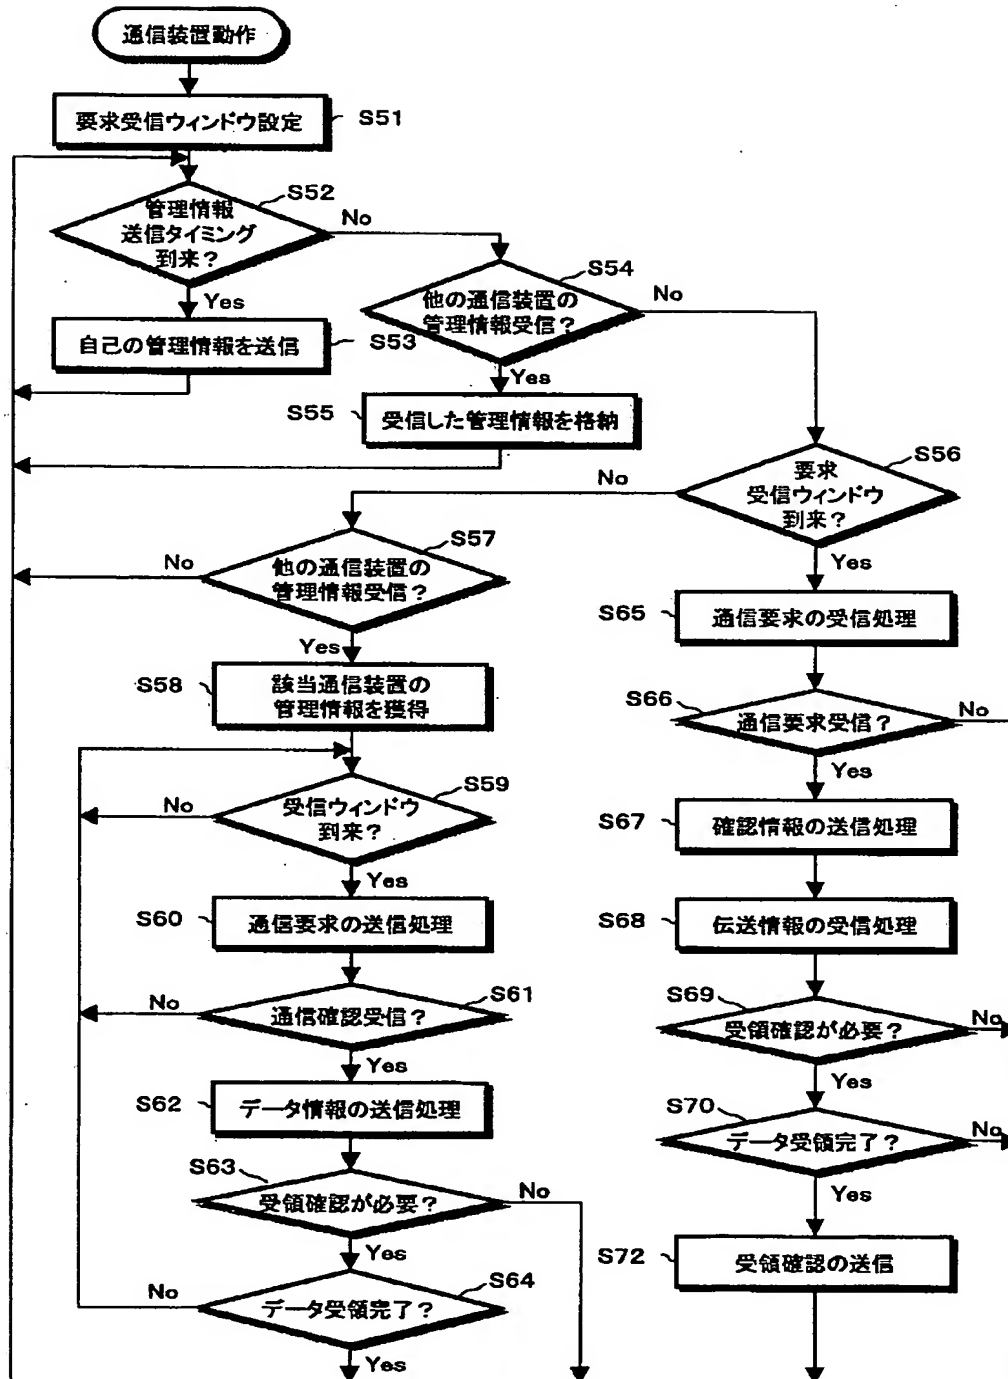 通信装置動作
要求受信ウィンドウ設定
S51
S52
管理情報
送信タイミング
到来？
No
Yes
S54
他の通信装置の
管理情報受信？
No
自己の管理情報を送信
S53
Yes
S55
受信した管理情報を格納
S56
要求
受信ウィンドウ
到来？
No
Yes
S57
他の通信装置の
管理情報受信？
No
Yes
S65
通信要求の受信処理
S58
該当通信装置の
管理情報を獲得
S66
通信要求受信？
No
Yes
S59
受信ウィンドウ
到来？
No
Yes
S67
確認情報の送信処理
S60
通信要求の送信処理
S68
伝送情報の受信処理
S61
通信確認受信？
No
Yes
S69
受領確認が必要？
No
Yes
S62
データ情報の送信処理
S70
データ受領完了？
No
Yes
S63
受領確認が必要？
No
Yes
S72
受領確認の送信
S64
データ受領完了？
No
Yes